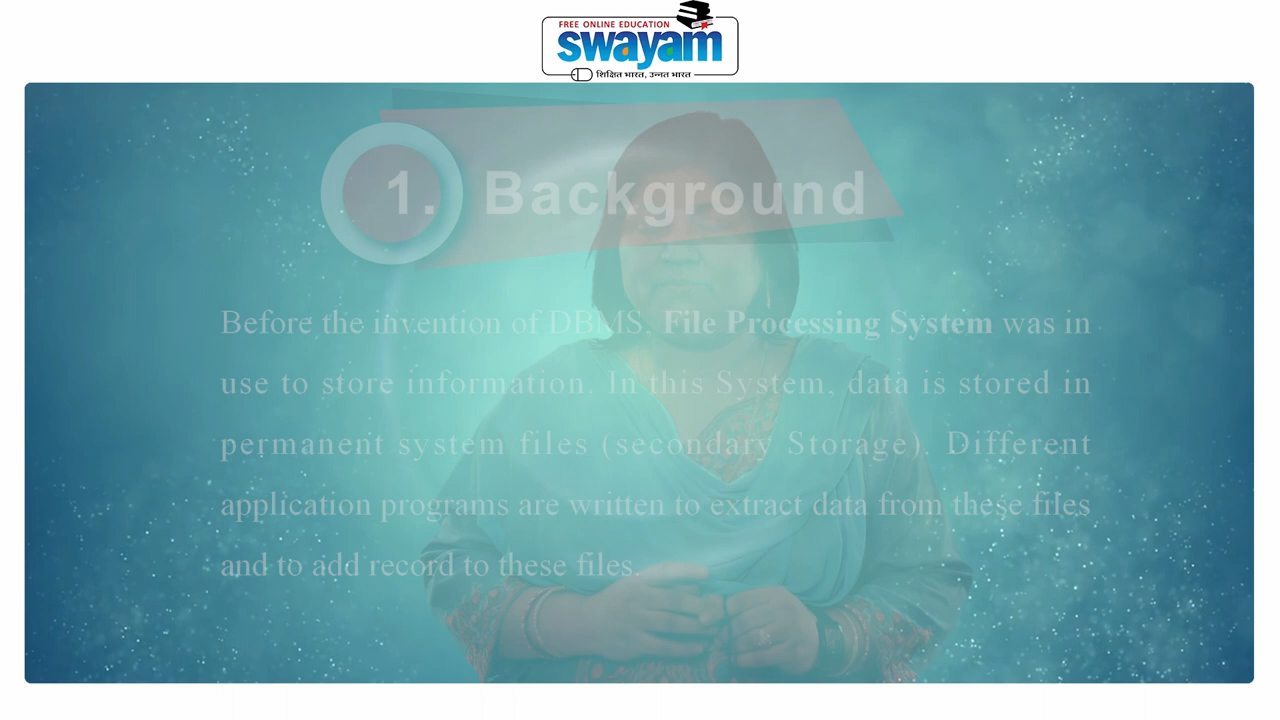 FREE ONLINE EDUCATION
swayam
शिक्षित भारत, उन्नत भारत
1. Background
Before the invention of DBMS, File Processing System was in
use to store information. In this System, data is stored in
permanent system files (secondary Storage). Different
application programs are written to extract data from these files
and to add record to these files.